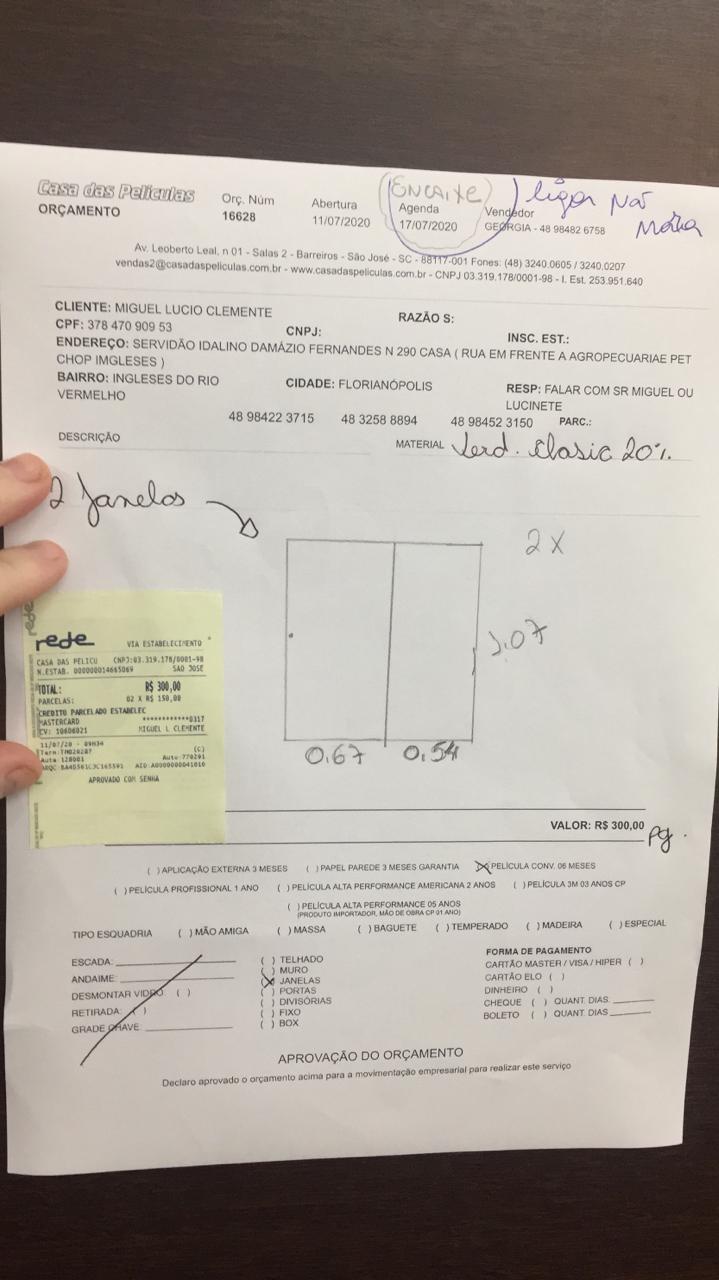 Casa das Películas
ORÇAMENTO
Orç. Núm
16628
Abertura
11/07/2020
ENCAIXE
Agenda
17/07/2020
Vendedor
GEORGIA - 48 98482 6758
ligar
Av. Leoberto Leal, n 01 - Salas 2 - Barreiros - São José - SC - 88117-001 Fones: (48) 3240.0605 / 3240.0207
vendas2@casadaspeliculas.com.br - www.casadaspeliculas.com.br - CNPJ 03.319.178/0001-98 - I. Est. 253.951.640
CLIENTE: MIGUEL LUCIO CLEMENTE
RAZÃO S:
CPF: 378 470 909 53
CNPJ:
INSC. EST.:
ENDEREÇO: SERVIDÃO IDALINO DAMÁZIO FERNANDES N 290 CASA ( RUA EM FRENTE A AGROPECUARIAE PET
CHOP IMGLESES )
BAIRRO: INGLESES DO RIO
VERMELHO
CIDADE: FLORIANÓPOLIS
RESP: FALAR COM SR MIGUEL OU
LUCINETE
48 98422 3715 48 3258 8894 48 98452 3150 PARC.:
DESCRIÇÃO
MATERIAL Verd. Clasic 20%.
2 Janelas
2 X
1.07
0.67 0.54
rede
rede
VIA ESTABELECIMENTO
CASA DAS PELICU CNPJ:03.319.178/0001-98
N.ESTAB. 000000014665069 SAO JOSE
TOTAL: R$ 300,00
PARCELAS: 02 X R$ 150,00
CREDITO PARCELADO ESTABELEC
MASTERCARD ************0317
CV: 10606021 MIGUEL L CLEMENTE
11/07/20 - 09H34
(C)
Auto: 128001 Auto: 770291
APROVADO COM SENHA
VALOR: R$ 300,00
Pg.
( ) APLICAÇÃO EXTERNA 3 MESES ( ) PAPEL PAREDE 3 MESES GARANTIA (X) PELÍCULA CONV. 06 MESES
( ) PELÍCULA PROFISSIONAL 1 ANO ( ) PELÍCULA ALTA PERFORMANCE AMERICANA 2 ANOS ( ) PELÍCULA 3M 03 ANOS CP
( ) PELÍCULA ALTA PERFORMANCE 05 ANOS
(PRODUTO IMPORTADOR, MÃO DE OBRA CP 01 ANO)
TIPO ESQUADRIA ( ) MÃO AMIGA ( ) MASSA ( ) BAGUETE ( ) TEMPERADO ( ) MADEIRA ( ) ESPECIAL
ESCADA:
ANDAIME:
DESMONTAR VIDRO: ( )
RETIRADA: ( )
GRADE CHAVE:
( ) TELHADO
( ) MURO
(X) JANELAS
( ) PORTAS
( ) DIVISÓRIAS
( ) FIXO
( ) BOX
FORMA DE PAGAMENTO
CARTÃO MASTER / VISA / HIPER ( )
CARTÃO ELO ( )
DINHEIRO ( )
CHEQUE ( ) QUANT. DIAS.
BOLETO ( ) QUANT. DIAS
APROVAÇÃO DO ORÇAMENTO
Declaro aprovado o orçamento acima para a movimentação empresarial para realizar este serviço